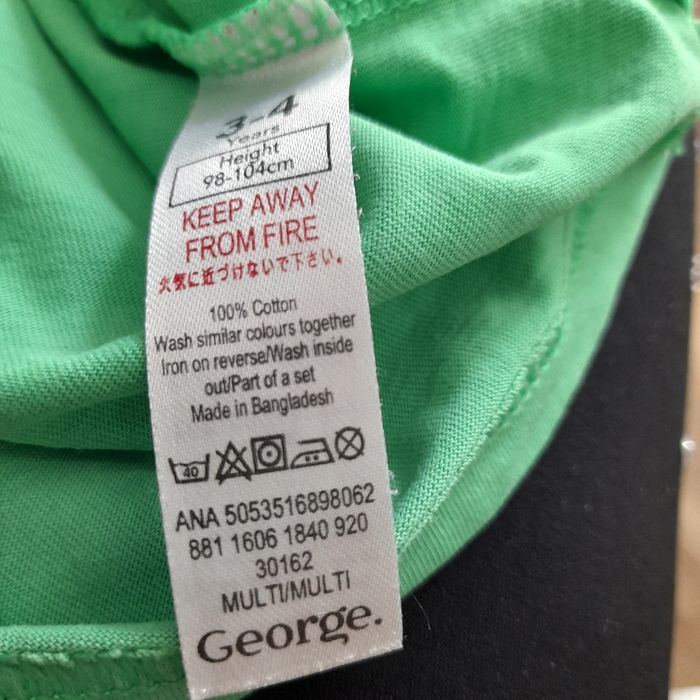 3-4
Years
Height
98-104cm
KEEP AWAY
FROM FIRE
火気に近づけないで下さい。
100% Cotton
Wash similar colours together
Iron on reverse/Wash inside
out/Part of a set
Made in Bangladesh
40
ANA 5053516898062
881 1606 1840 920
30162
MULTI/MULTI
George.